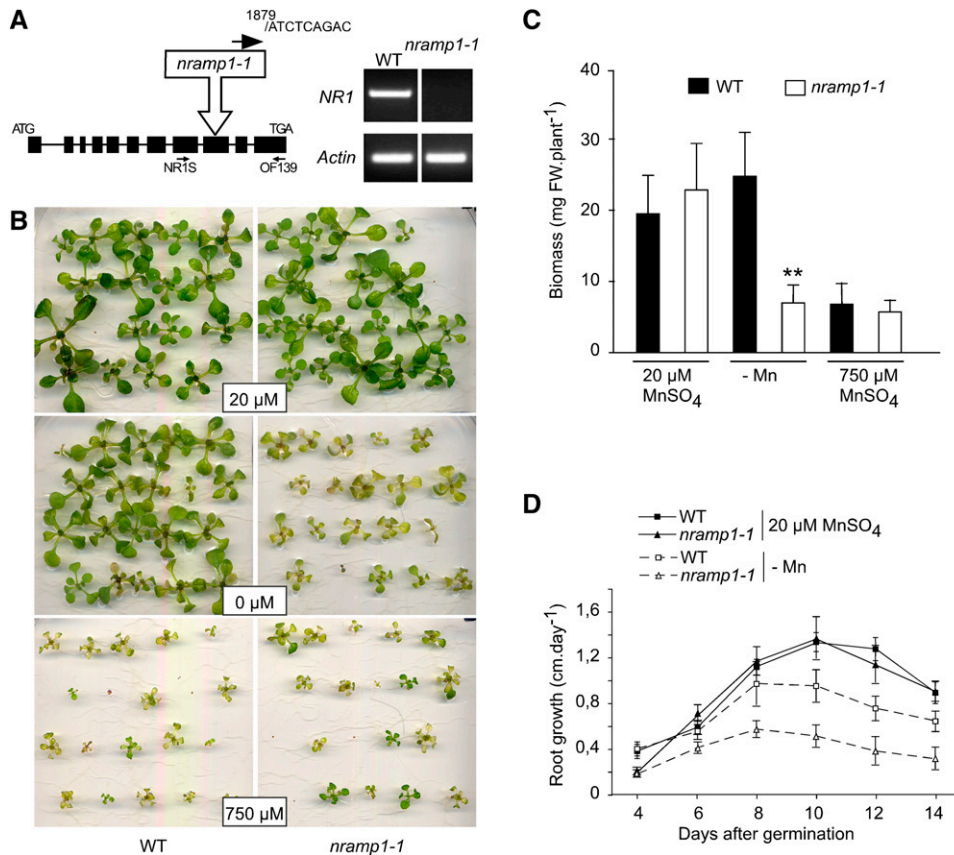 A
1879
/ATCTCAGAC
nramp1-1
ATG
TGA
NR1S
OF139
WT
nramp1-1
NR1
Actin
B
20 µM
0 µM
750 µM
WT
nramp1-1
C
WT
nramp1-1
Biomass (mg FW.plant-1)
40
30
20
10
0
**
20 µM
MnSO4
- Mn
750 µM
MnSO4
D
WT
nramp1-1
20 µM MnSO4
WT
nramp1-1
- Mn
Root growth (cm.day-1)
1,6
1,2
0,8
0,4
0
4 6 8 10 12 14
Days after germination